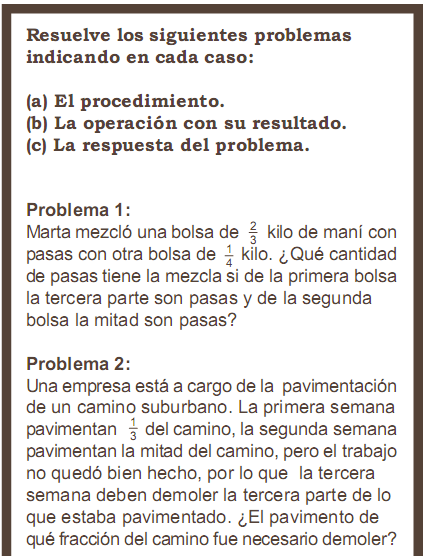 Resuelve los siguientes problemas
indicando en cada caso:
(a) El procedimiento.
(b) La operación con su resultado.
(c) La respuesta del problema.
Problema 1:
Marta mezcló una bolsa de 2/3 kilo de maní con
pasas con otra bolsa de 1/4 kilo. ¿Qué cantidad
de pasas tiene la mezcla si de la primera bolsa
la tercera parte son pasas y de la segunda
bolsa la mitad son pasas?
Problema 2:
Una empresa está a cargo de la pavimentación
de un camino suburbano. La primera semana
pavimentan 1/3 del camino, la segunda semana
pavimentan la mitad del camino, pero el trabajo
no quedó bien hecho, por lo que la tercera
semana deben demoler la tercera parte de lo
que estaba pavimentado. ¿El pavimento de
qué fracción del camino fue necesario demoler?